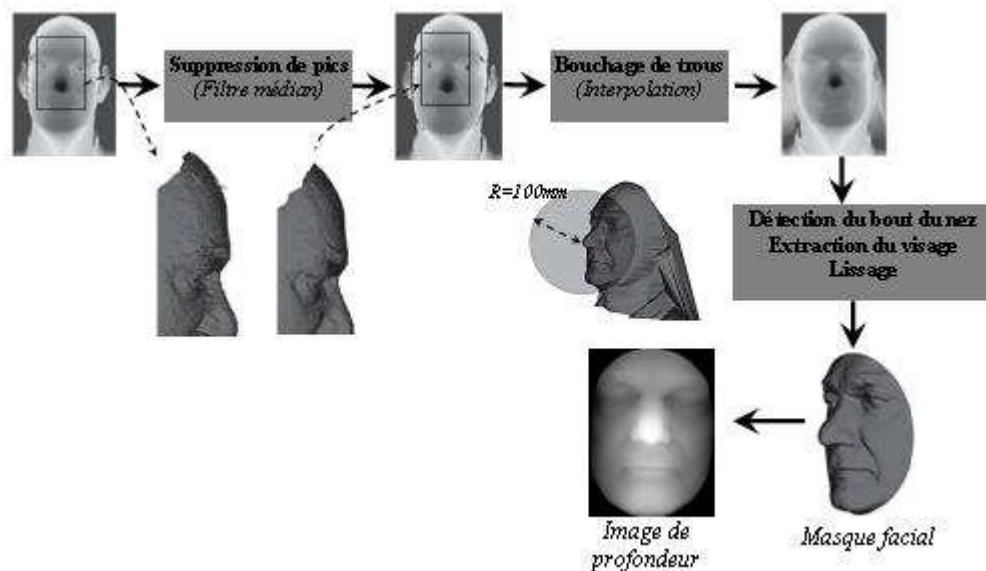 Suppression de pics
(Filtre médian)
Bouchage de trous
(Interpolation)
R=100mm
Détection du bout du nez
Extraction du visage
Lissage
Image de
profondeur
Masque facial